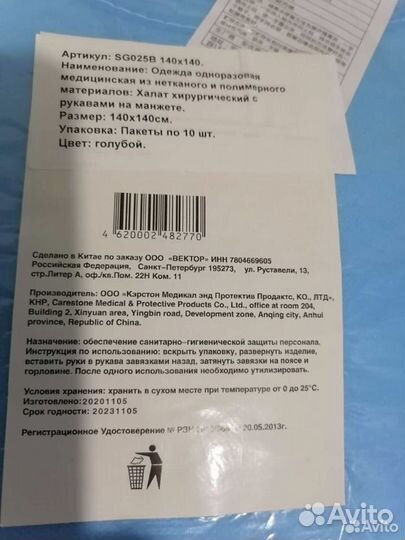 Артикул: SG025B 140x140.
Наименование: Одежда одноразовая
медицинская из нетканого и полимерного
материалов: Халат хирургический с
рукавами на манжете.
Размер: 140x140см.
Упаковка: Пакеты по 10 шт.
Цвет: голубой.
4 620002 482770
Сделано в Китае по заказу ООО «ВЕКТОР» ИНН 7804669605
Российская Федерация, Санкт-Петербург 195273, ул. Руставели, 13,
стр.Литер А, оф./кв.Пом. 22Н Ком. 11
Производитель: ООО «Кэрстон Медикал энд Протектив Продактс, КО., ЛТД»,
КНР, Carestone Medical & Protective Products Co., Ltd., office at room 204,
Building 2, Xinyuan area, Yingbin road, Development zone, Anqing city, Anhui
province, Republic of China.
Назначение: обеспечение санитарно-гигиенической защиты персонала.
Инструкция по использованию: вскрыть упаковку, развернуть изделие,
вставить руки в рукава завязками назад, затянуть завязки на поясе и
горловине. После одного использования необходимо утилизировать.
Условия хранения: хранить в сухом месте при температуре от 0 до 25°С.
Изготовлено:20201105
Срок годности: 20231105
Регистрационное Удостоверение № РЗН 20.05.2013г.
Avito